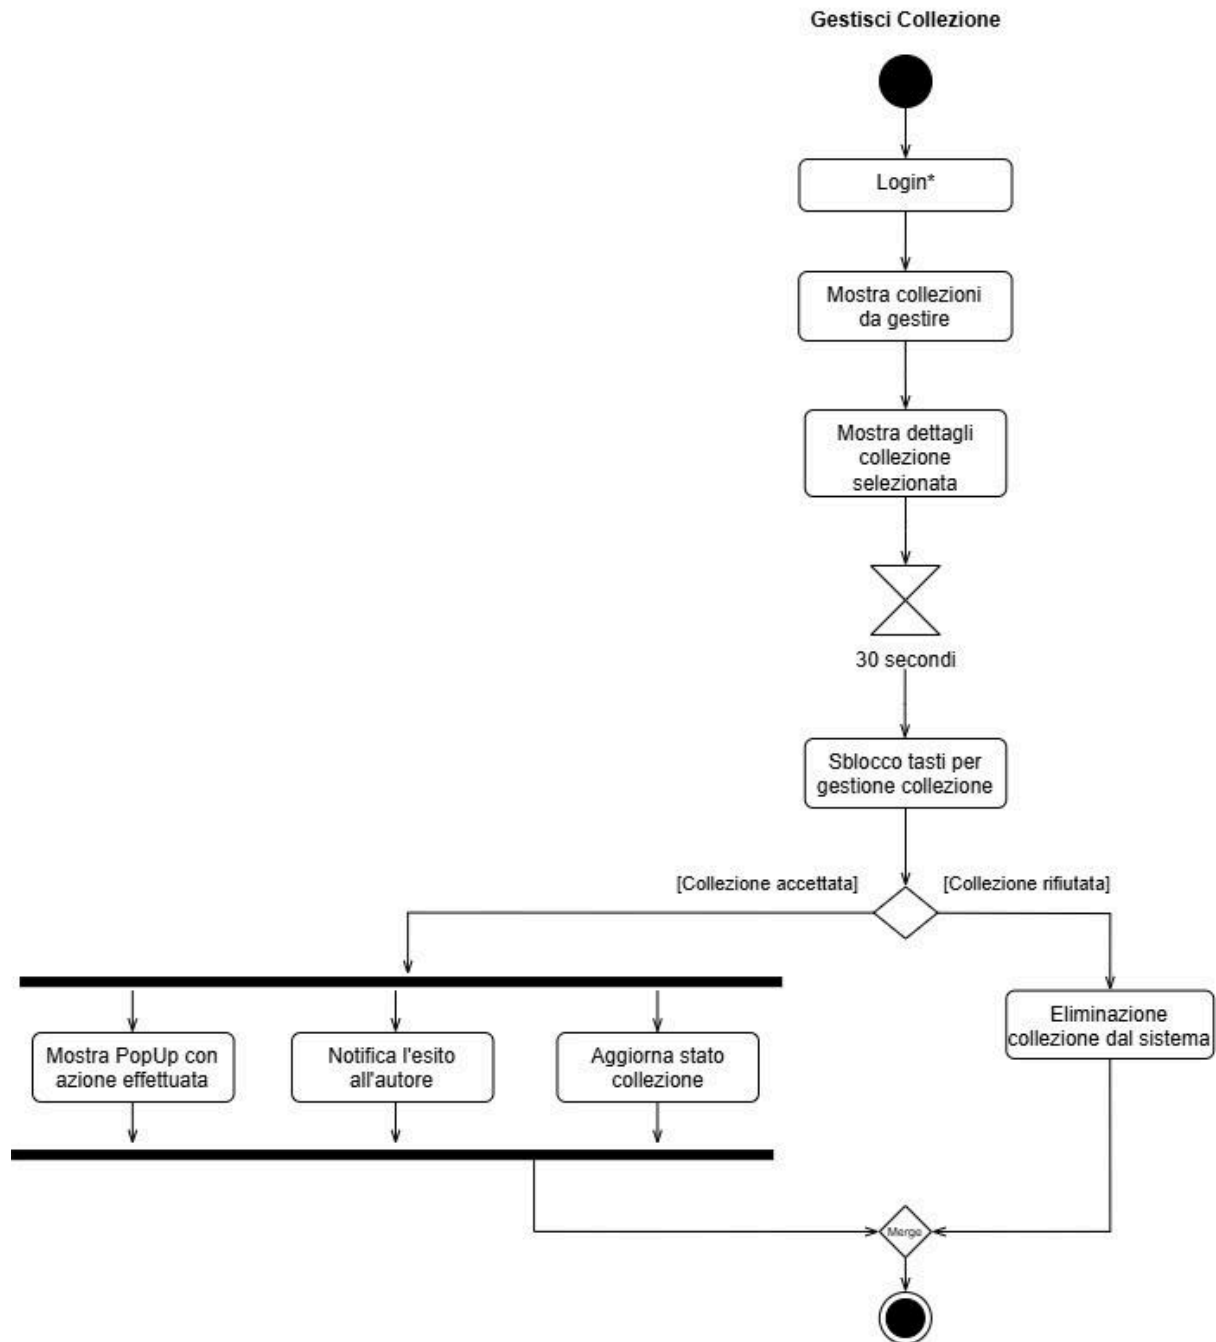 Gestisci Collezione
Login*
Mostra collezioni
da gestire
Mostra dettagli
collezione
selezionata
30 secondi
Sblocco tasti per
gestione collezione
[Collezione accettata]
[Collezione rifiutata]
Mostra PopUp con
azione effettuata
Notifica l'esito
all'autore
Aggiorna stato
collezione
Eliminazione
collezione dal sistema
Merge